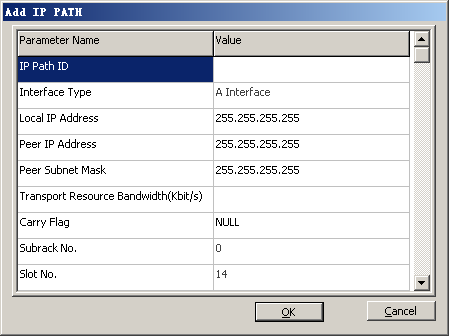 Add IP PATH
Parameter Name Value
IP Path ID
Interface Type A Interface
Local IP Address 255.255.255.255
Peer IP Address 255.255.255.255
Peer Subnet Mask 255.255.255.255
Transport Resource Bandwidth(Kbit/s)
Carry Flag NULL
Subrack No. 0
Slot No. 14
OK Cancel